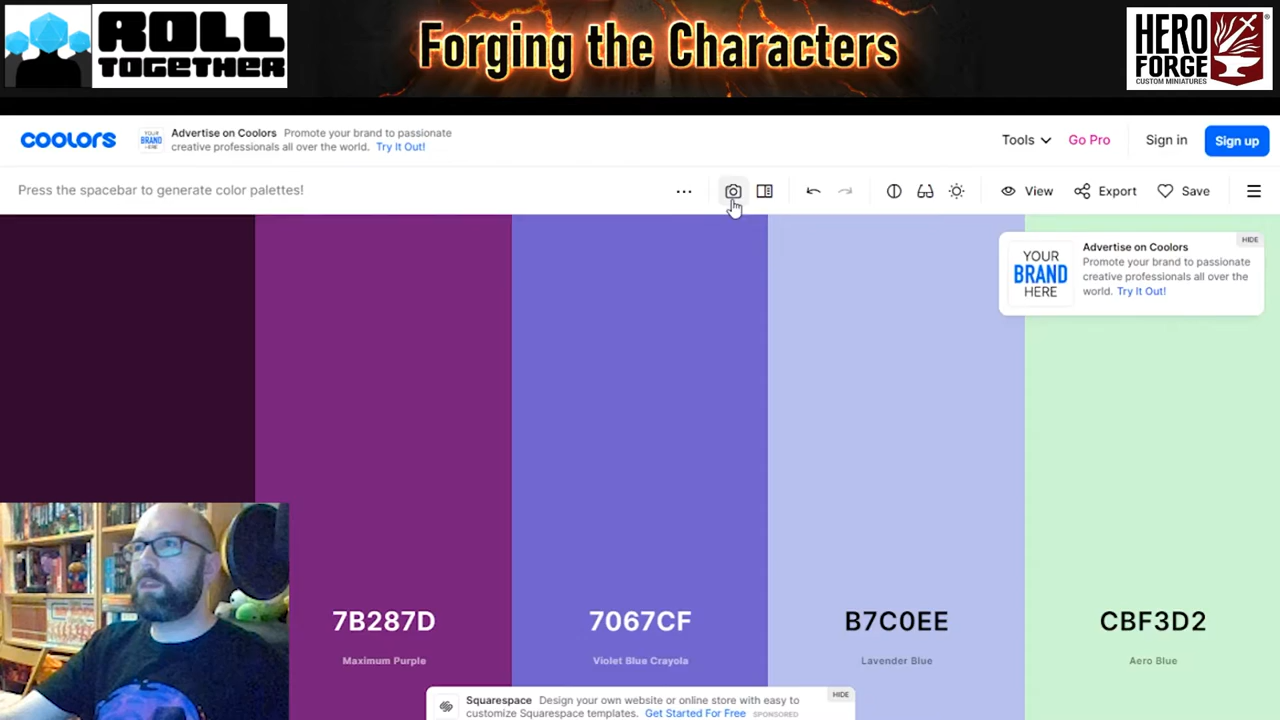 ROLL
TOGETHER
Forging the Characters
HERO
FORGE
®
CUSTOM MINIATURES
coolors
YOUR
BRAND
HERE
Advertise on Coolors Promote your brand to passionate
creative professionals all over the world. Try It Out!
Tools
Go Pro
Sign in
Sign up
Press the spacebar to generate color palettes!
View
Export
Save
HIDE
YOUR
BRAND
HERE
Advertise on Coolors
Promote your brand to passionate
creative professionals all over the
world. Try It Out!
7B287D
Maximum Purple
7067CF
Violet Blue Crayola
B7C0EE
Lavender Blue
CBF3D2
Aero Blue
Squarespace Design your own website or online store with easy to
customize Squarespace templates. Get Started For Free SPONSORED
HIDE